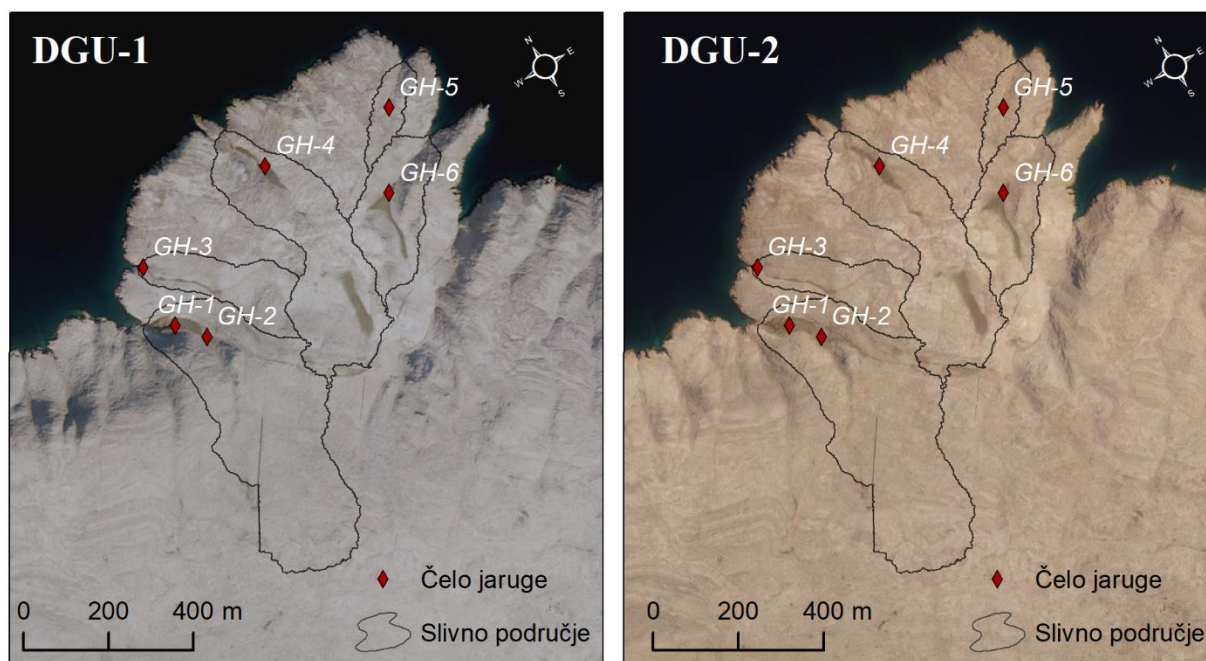 DGU-1
N
E
W
S
GH-5
GH-4
GH-6
GH-3
GH-1
GH-2
Čelo jaruge
0 200 400 m
Slivno područje
DGU-2
N
E
W
S
GH-5
GH-4
GH-6
GH-3
GH-1
GH-2
Čelo jaruge
0 200 400 m
Slivno područje